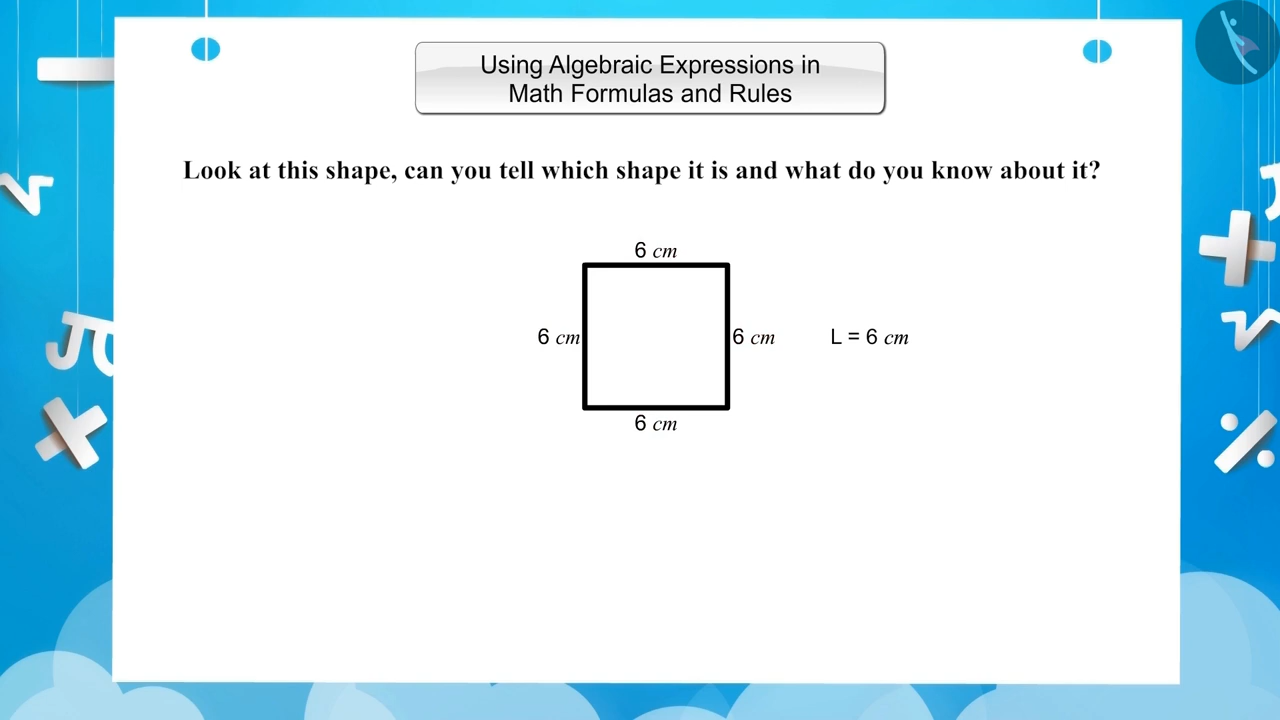 Using Algebraic Expressions in
Math Formulas and Rules
Look at this shape, can you tell which shape it is and what do you know about it?
6 cm
6 cm
6 cm
L = 6 cm
6 cm